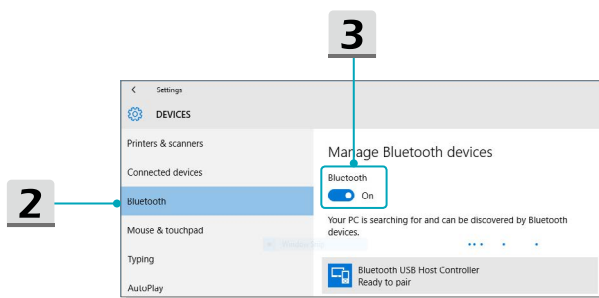 3
Settings
DEVICES
Printers & scanners
Connected devices
2
Bluetooth
Mouse & touchpad
Typing
AutoPlay
Manage Bluetooth devices
Bluetooth
On
Your PC is searching for and can be discovered by Bluetooth
devices.
Bluetooth USB Host Controller
Ready to pair